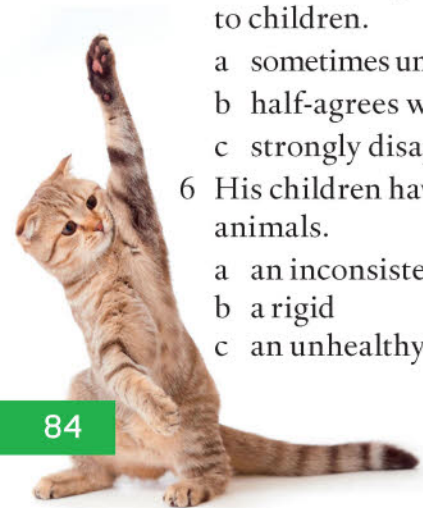 to children.
a sometimes un
b half-agrees w
c strongly disa
6 His children hav
animals.
a an inconsiste
b a rigid
c an unhealthy
84